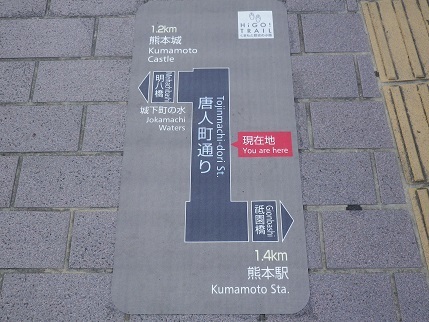 HiGO!
TRAIL
1.2km
熊本城
Kumamoto
Castle
明八橋
城下町の水
Jokamachi
Waters
唐人町通り
Tojinmachi-dori St.
現在地
You are here
祇園橋
Gionbashi
1.4km
熊本駅
Kumamoto Sta.